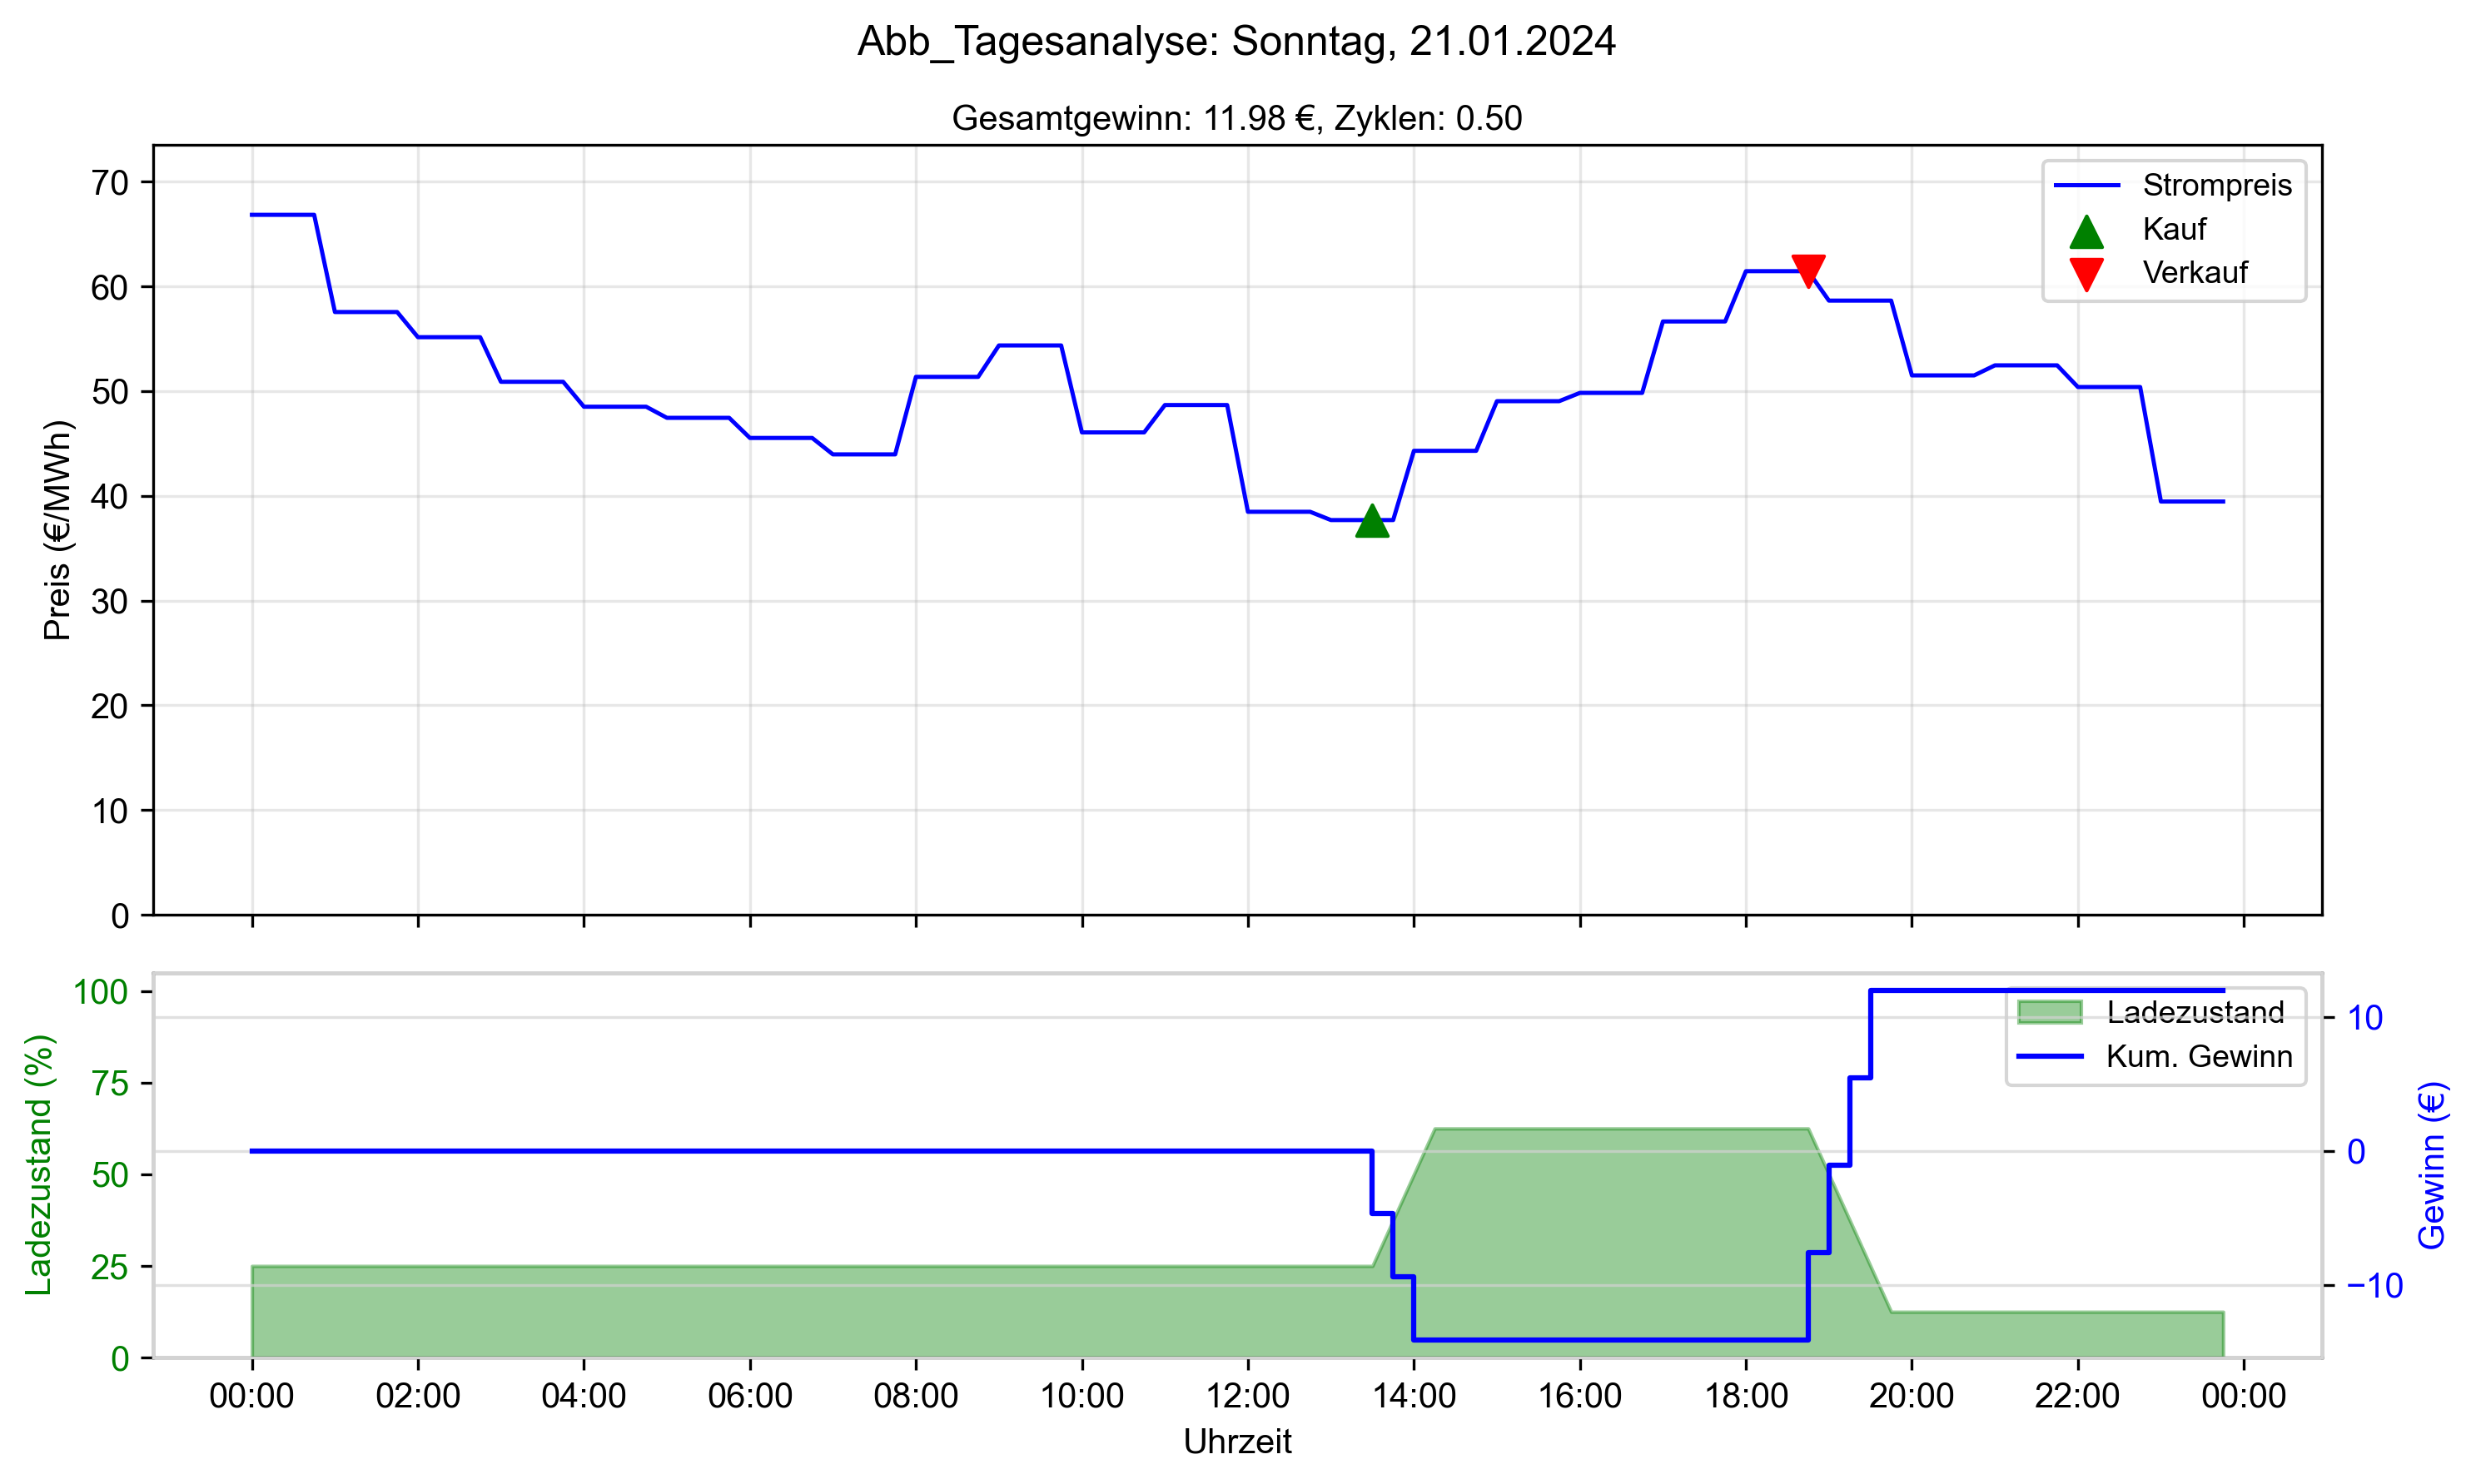 Abb_Tagesanalyse: Sonntag, 21.01.2024
Gesamtgewinn: 11.98 €, Zyklen: 0.50
Preis (€/MWh)
70
60
50
40
30
20
10
0
Strompreis
Kauf
Verkauf
Ladezustand (%)
100
75
50
25
0
Ladezustand
Kum. Gewinn
10
0
−10
Gewinn (€)
00:00 02:00 04:00 06:00 08:00 10:00 12:00 14:00 16:00 18:00 20:00 22:00 00:00
Uhrzeit